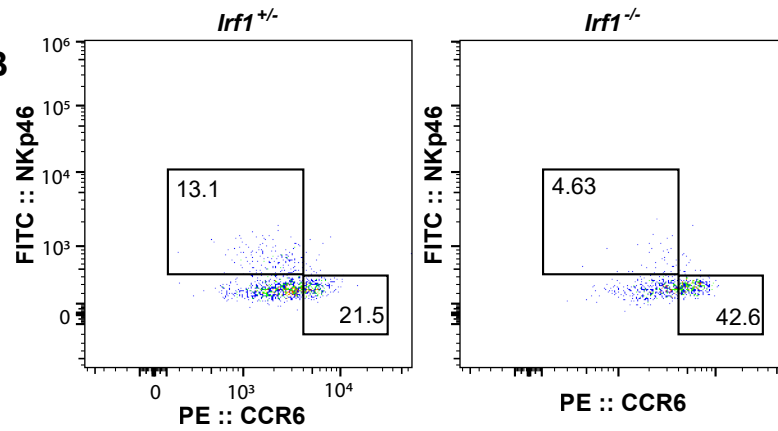 Irf1+/-
Irf1-/-
B
10⁶
10⁵
10⁴
10³
0
FITC :: NKp46
13.1
21.5
0
10³
10⁴
PE :: CCR6
FITC :: NKp46
4.63
42.6
PE :: CCR6